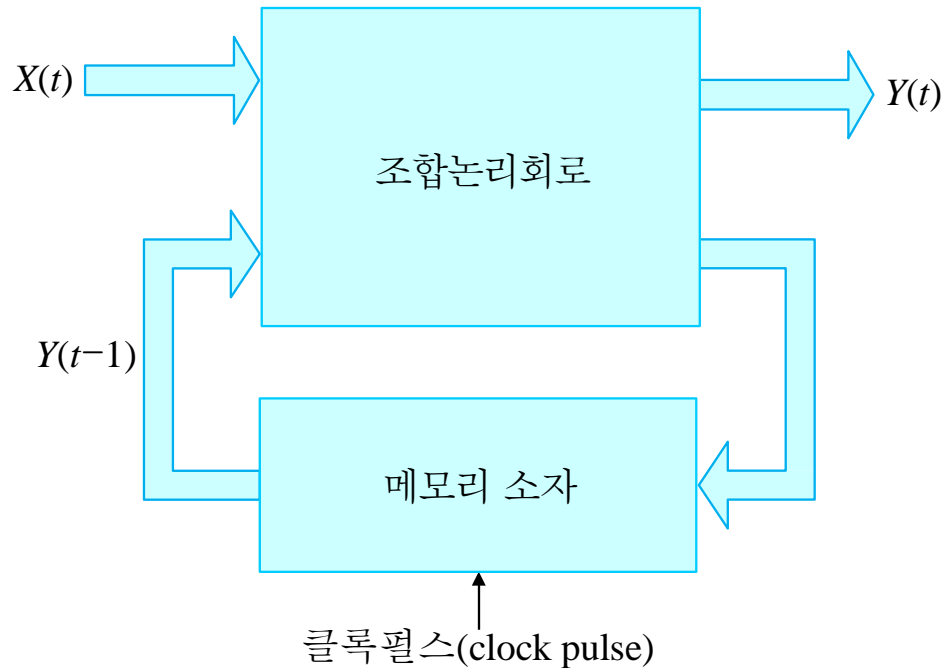 X(t)
Y(t)
조합논리회로
Y(t−1)
메모리 소자
클록펄스(clock pulse)